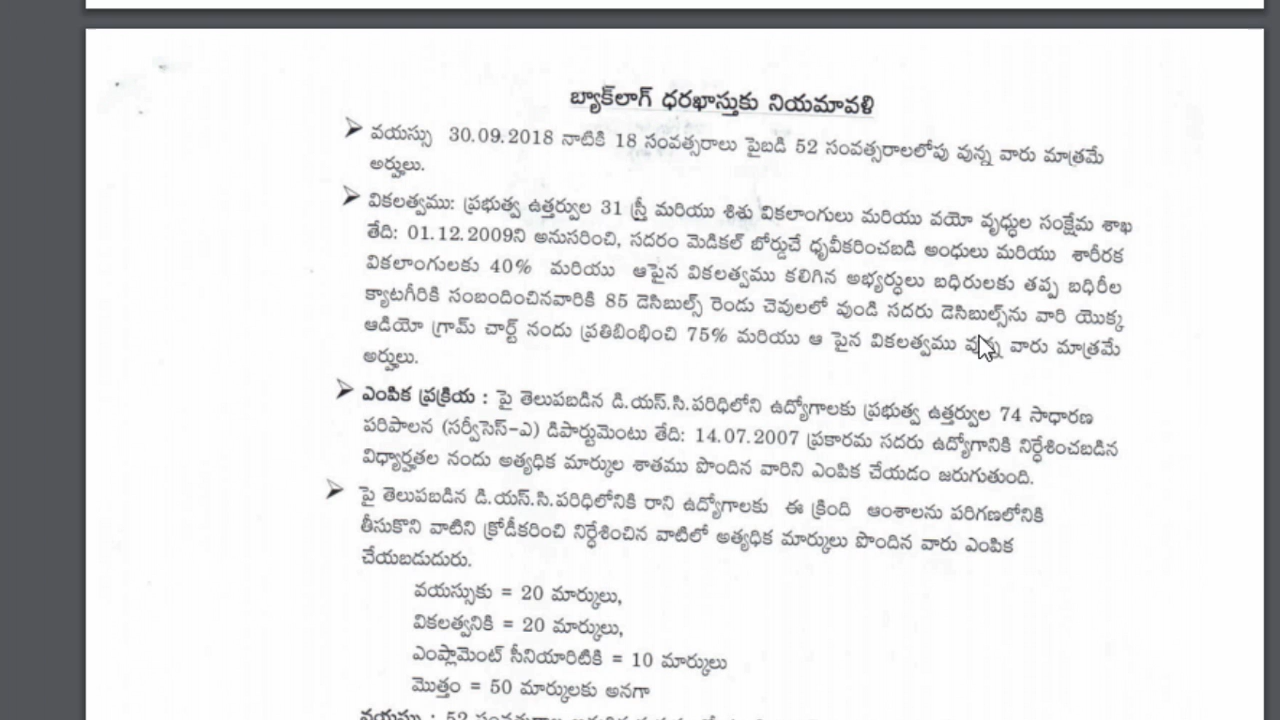 బ్యాక్‌లాగ్ ధరఖాస్తుకు నియమావళి
వయస్సు 30.09.2018 నాటికి 18 సంవత్సరాలు పైబడి 52 సంవత్సరాలలోపు వున్న వారు మాత్రమే
అర్హులు.
వికలత్వము: ప్రభుత్వ ఉత్తర్వుల 31 స్త్రీ మరియు శిశు వికలాంగులు మరియు వయో వృద్ధుల సంక్షేమ శాఖ
తేది: 01.12.2009ని అనుసరించి, సదరం మెడికల్ బోర్డుచే ధృవీకరించబడి అంధులు మరియు శారీరక
వికలాంగులకు 40% మరియు ఆపైన వికలత్వము కలిగిన అభ్యర్ధులు బధిరులకు తప్ప బధిరీల
క్యాటగీరికి సంబందించినవారికి 85 డెసిబుల్స్ రెండు చెవులలో వుండి సదరు డెసిబుల్స్‌ను వారి యొక్క
ఆడియో గ్రామ్ చార్ట్ నందు ప్రతిబింభించి 75% మరియు ఆ పైన వికలత్వము వున్న వారు మాత్రమే
అర్హులు.
ఎంపిక ప్రక్రియ : పై తెలుపబడిన డి.యస్.సి.పరిధిలోని ఉద్యోగాలకు ప్రభుత్వ ఉత్తర్వుల 74 సాధారణ
పరిపాలన (సర్వీసెస్-ఎ) డిపార్టుమెంటు తేది: 14.07.2007 ప్రకారమ సదరు ఉద్యోగానికి నిర్ధేశించబడిన
విధ్యార్హతల నందు అత్యధిక మార్కుల శాతము పొందిన వారిని ఎంపిక చేయడం జరుగుతుంది.
పై తెలుపబడిన డి.యస్.సి.పరిధిలోనికి రాని ఉద్యోగాలకు ఈ క్రింది ఆంశాలను పరిగణలోనికి
తీసుకొని వాటిని క్రోడీకరించి నిర్ధేశించిన వాటిలో అత్యధిక మార్కులు పొందిన వారు ఎంపిక
చేయబడుదురు.
వయస్సుకు = 20 మార్కులు,
వికలత్వనికి = 20 మార్కులు,
ఎంప్లామెంట్ సీనియారిటికి = 10 మార్కులు
మొత్తం = 50 మార్కులకు అనగా
వయస్సు : 52